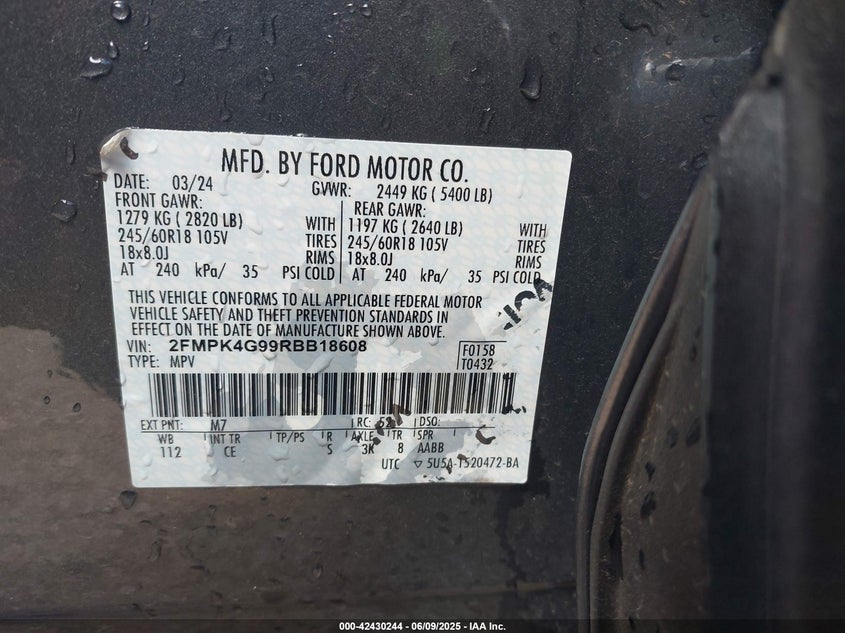 MFD. BY FORD MOTOR CO.
DATE: 03/24 GVWR: 2449 KG ( 5400 LB)
FRONT GAWR: REAR GAWR:
1279 KG ( 2820 LB) WITH 1197 KG ( 2640 LB) WITH
245/60R18 105V TIRES 245/60R18 105V TIRES
18x8.0J RIMS 18x8.0J RIMS
AT 240 kPa/ 35 PSI COLD AT 240 kPa/ 35 PSI COLD
THIS VEHICLE CONFORMS TO ALL APPLICABLE FEDERAL MOTOR
VEHICLE SAFETY AND THEFT PREVENTION STANDARDS IN
EFFECT ON THE DATE OF MANUFACTURE SHOWN ABOVE.
VIN: 2FMPK4G99RBB18608 F0158
TYPE: MPV T0432
EXT PNT: M7 RC: 52 DSO:
WB INT TR TP/PS R AXLE TR SPR
112 CE S 3K 8 AABB
UTC ▽ 5U5A-1520472-BA
000-42430244 | 06/09/2025 - IAA Inc.